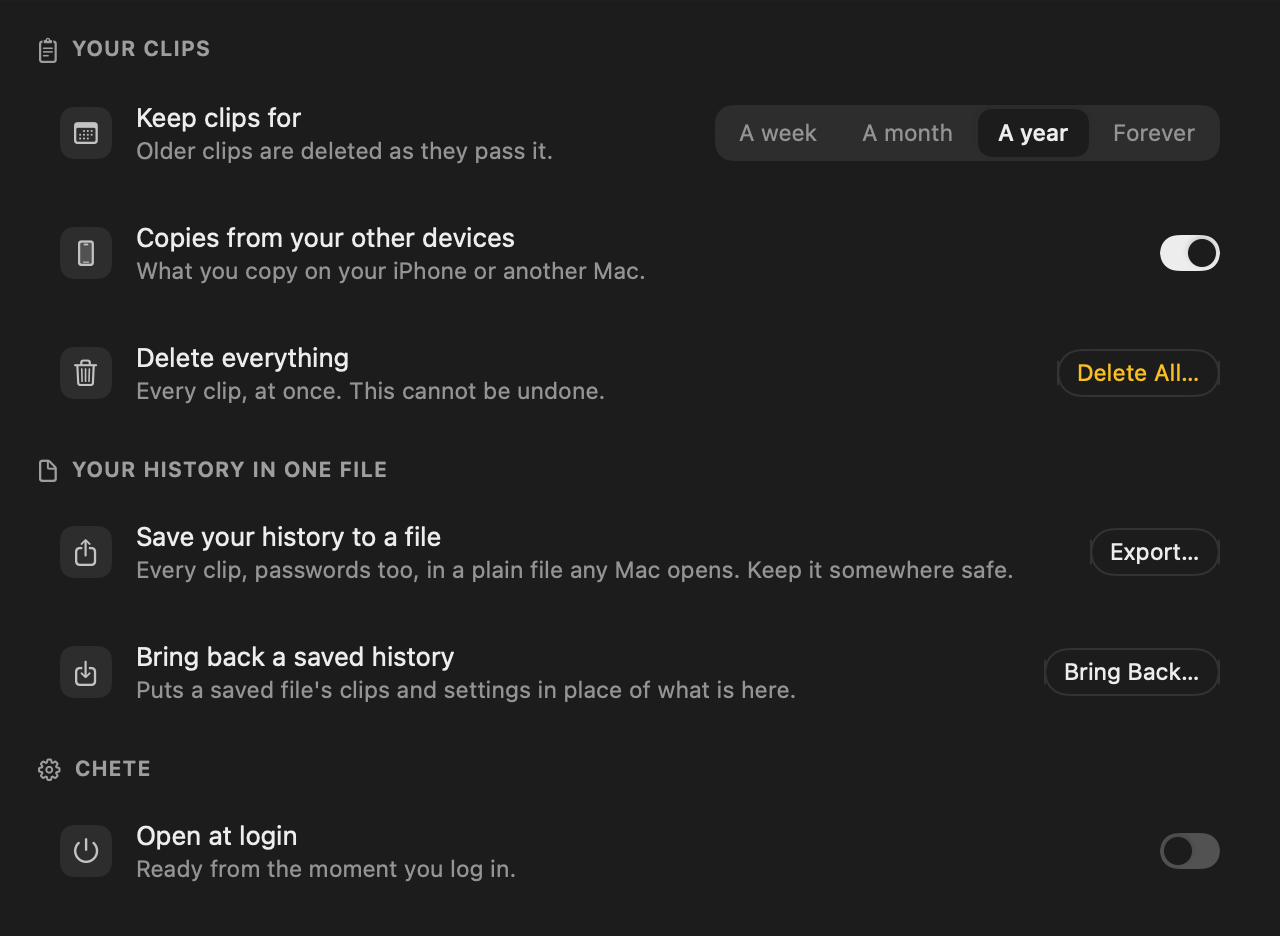 YOUR CLIPS
Keep clips for
Older clips are deleted as they pass it.
A week A month A year Forever
Copies from your other devices
What you copy on your iPhone or another Mac.
Delete everything
Every clip, at once. This cannot be undone.
Delete All...
YOUR HISTORY IN ONE FILE
Save your history to a file
Every clip, passwords too, in a plain file any Mac opens. Keep it somewhere safe.
Export...
Bring back a saved history
Puts a saved file's clips and settings in place of what is here.
Bring Back...
CHETE
Open at login
Ready from the moment you log in.